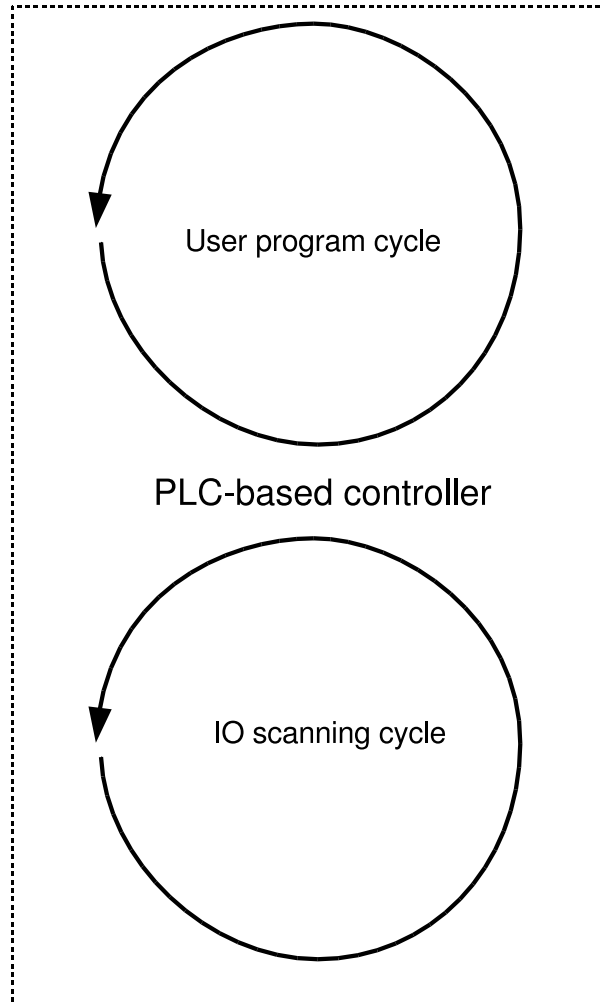 User program cycle
PLC-based controller
IO scanning cycle